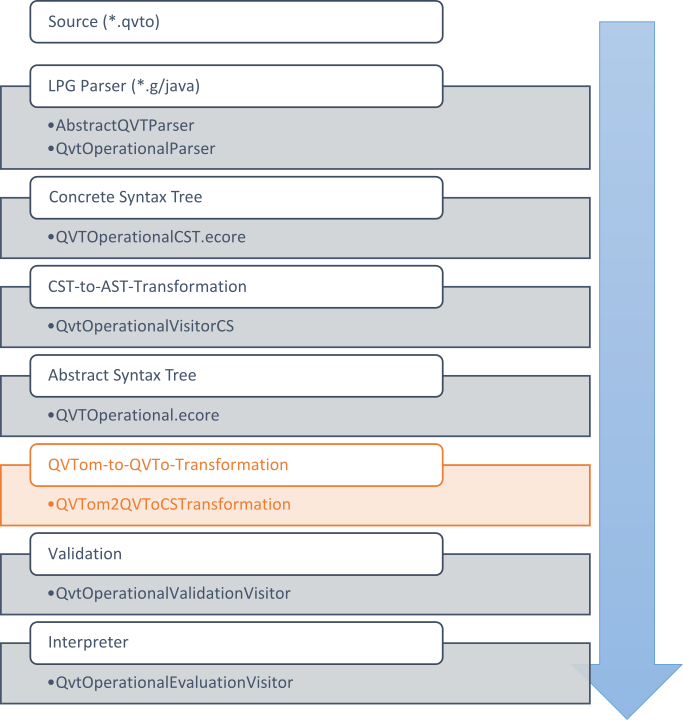 Source (*.qvto)
LPG Parser (*.g/java)
•AbstractQVTParser
•QvtOperationalParser
Concrete Syntax Tree
•QVTOperationalCST.ecore
CST-to-AST-Transformation
•QvtOperationalVisitorCS
Abstract Syntax Tree
•QVTOperational.ecore
QVTom-to-QVTo-Transformation
•QVTom2QVToCSTransformation
Validation
•QvtOperationalValidationVisitor
Interpreter
•QvtOperationalEvaluationVisitor